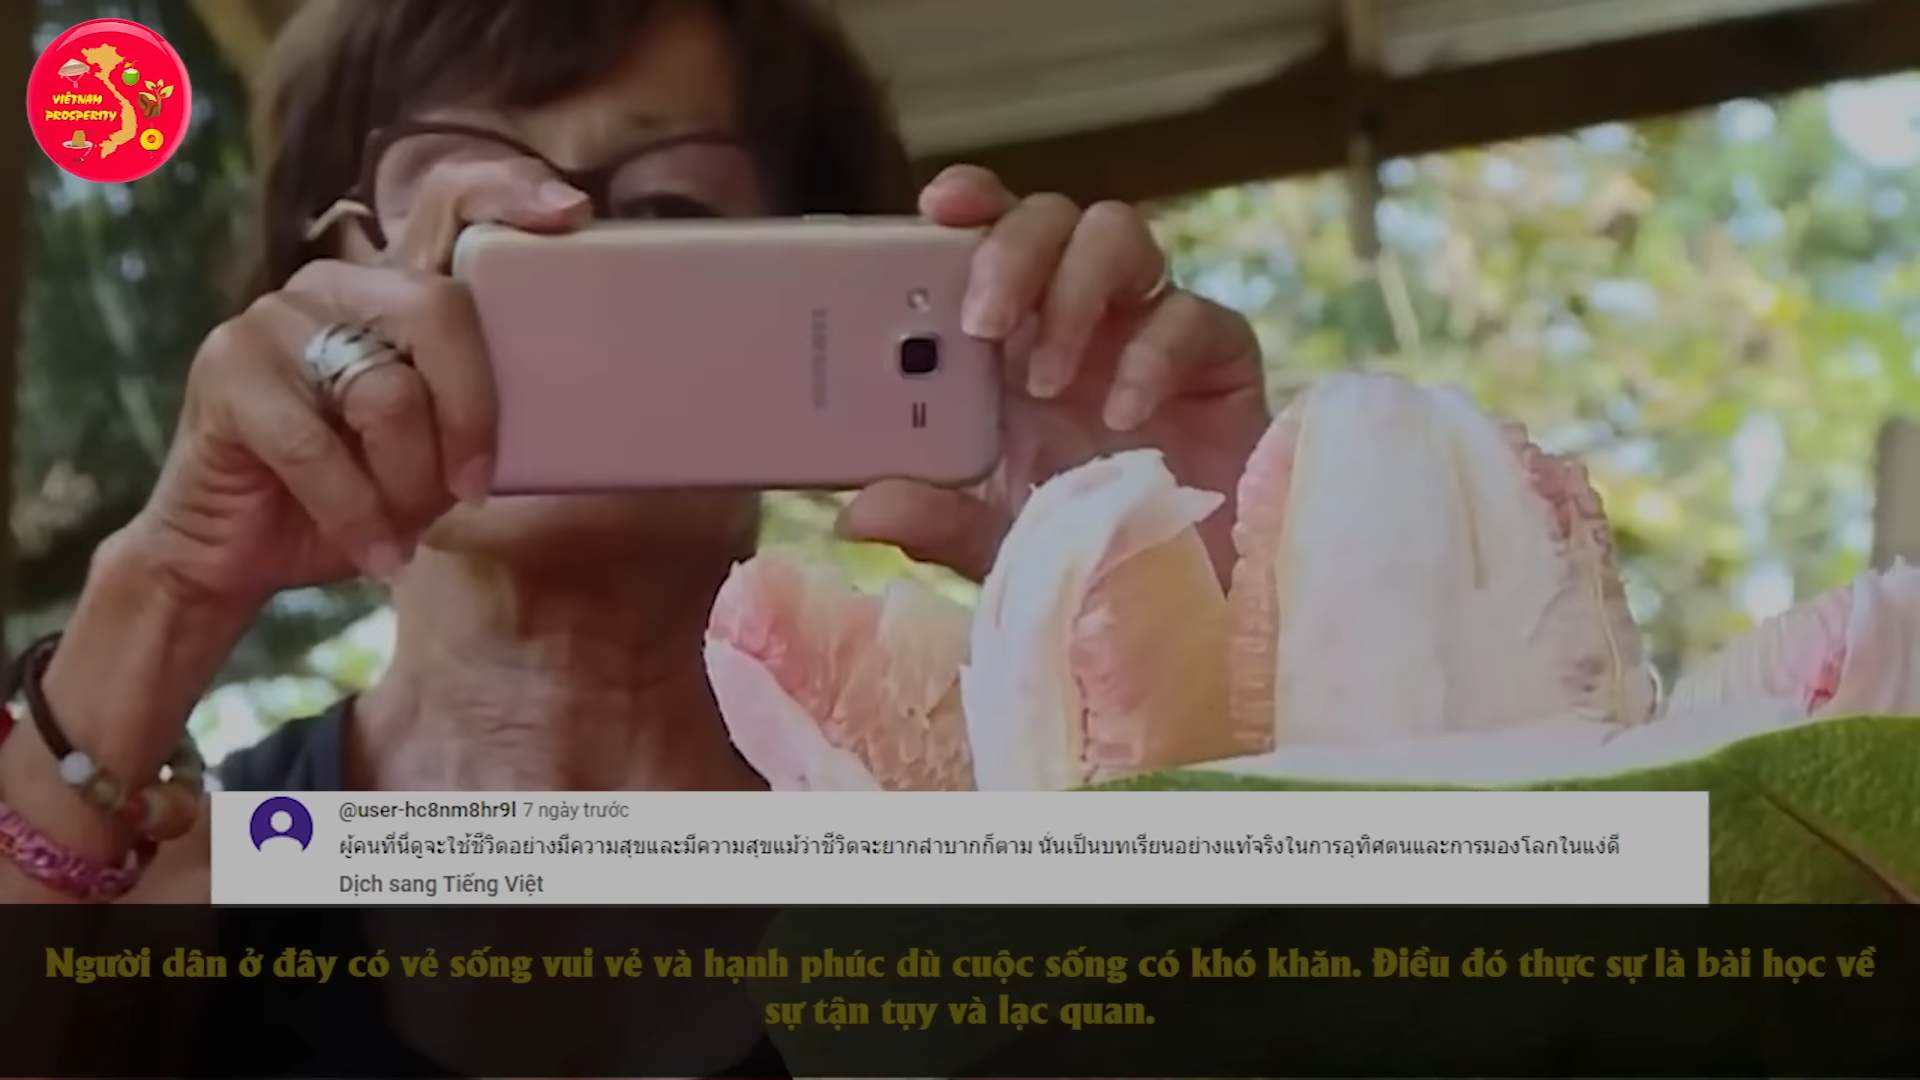 VIETNAM
PROSPERITY
SAMSUNG
@user-hc8nm8hr9l 7 ngày trước
ผู้คนที่นี่ดูจะใช้ชีวิตอย่างมีความสุขและมีความสุขแม้ว่าชีวิตจะยากลำบากก็ตาม นั่นเป็นบทเรียนอย่างแท้จริงในการอุทิศตนและการมองโลกในแง่ดี
Dịch sang Tiếng Việt
Người dân ở đây có vẻ sống vui vẻ và hạnh phúc dù cuộc sống có khó khăn. Điều đó thực sự là bài học về
sự tận tụy và lạc quan.